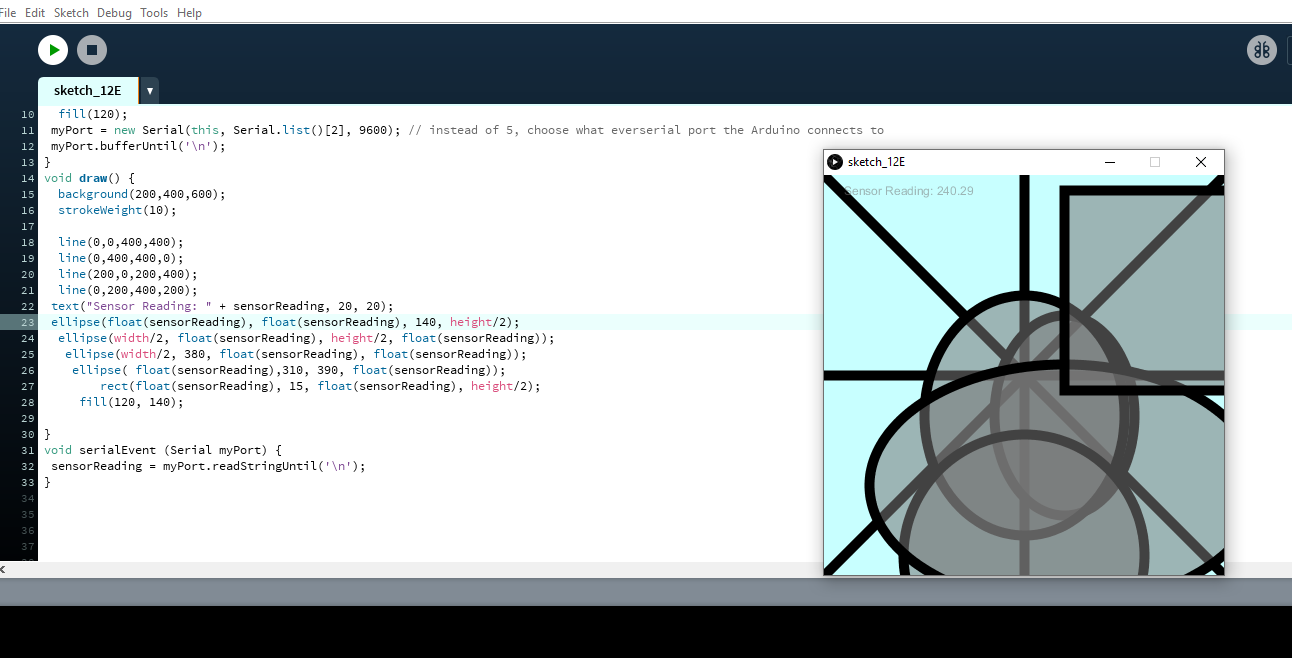 File Edit Sketch Debug Tools Help
sketch_12E ▼
10 fill(120);
11 myPort = new Serial(this, Serial.list()[2], 9600); // instead of 5, choose what everserial port the Arduino connects to
12 myPort.bufferUntil('\n');
13 }
14 void draw() {
15 background(200,400,600);
16 strokeWeight(10);
17
18 line(0,0,400,400);
19 line(0,400,400,0);
20 line(200,0,200,400);
21 line(0,200,400,200);
22 text("Sensor Reading: " + sensorReading, 20, 20);
23 ellipse(float(sensorReading), float(sensorReading), 140, height/2);
24 ellipse(width/2, float(sensorReading), height/2, float(sensorReading));
25 ellipse(width/2, 380, float(sensorReading), float(sensorReading));
26 ellipse( float(sensorReading),310, 390, float(sensorReading));
27 rect(float(sensorReading), 15, float(sensorReading), height/2);
28 fill(120, 140);
29
30 }
31 void serialEvent (Serial myPort) {
32 sensorReading = myPort.readStringUntil('\n');
33 }
34
35
36
37
sketch_12E
Sensor Reading: 240.29